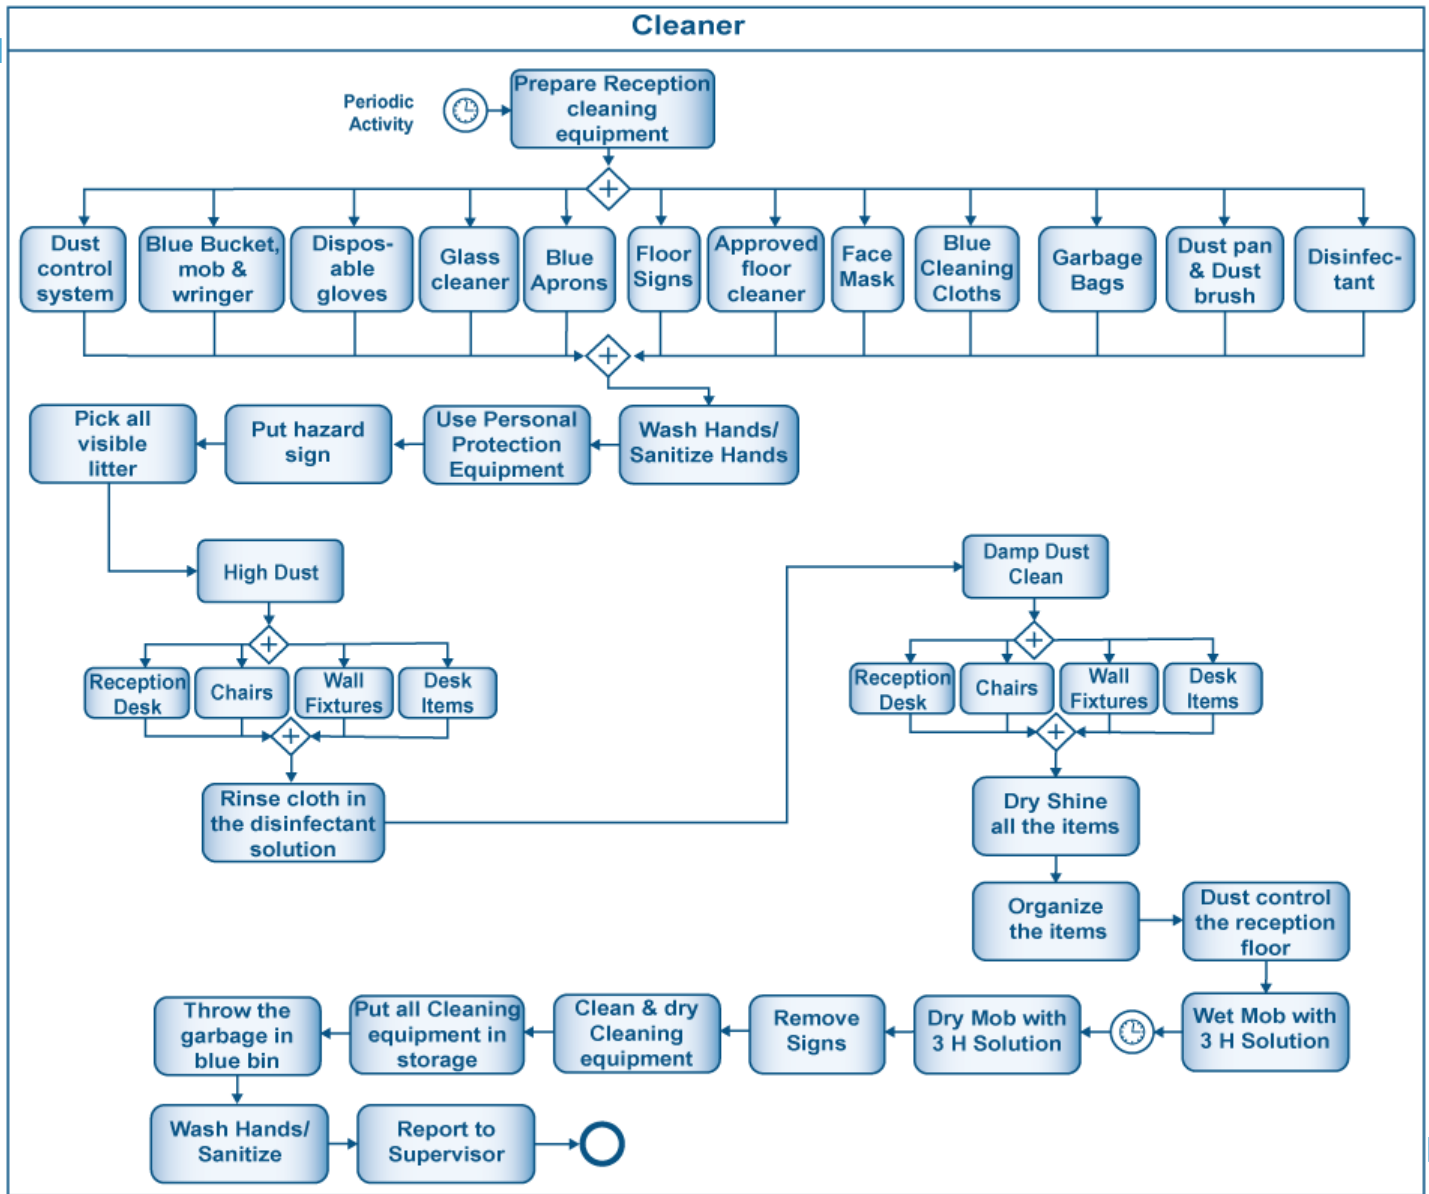 Cleaner
Periodic
Activity
Prepare Reception
cleaning
equipment
Dust
control
system
Blue Bucket,
mob &
wringer
Dispos-
able
gloves
Glass
cleaner
Blue
Aprons
Floor
Signs
Approved
floor
cleaner
Face
Mask
Blue
Cleaning
Cloths
Garbage
Bags
Dust pan
& Dust
brush
Disinfec-
tant
Pick all
visible
litter
Put hazard
sign
Use Personal
Protection
Equipment
Wash Hands/
Sanitize Hands
High Dust
Reception
Desk
Chairs
Wall
Fixtures
Desk
Items
Rinse cloth in
the disinfectant
solution
Damp Dust
Clean
Reception
Desk
Chairs
Wall
Fixtures
Desk
Items
Dry Shine
all the items
Organize
the items
Dust control
the reception
floor
Throw the
garbage in
blue bin
Put all Cleaning
equipment in
storage
Clean & dry
Cleaning
equipment
Remove
Signs
Dry Mob with
3 H Solution
Wet Mob with
3 H Solution
Wash Hands/
Sanitize
Report to
Supervisor